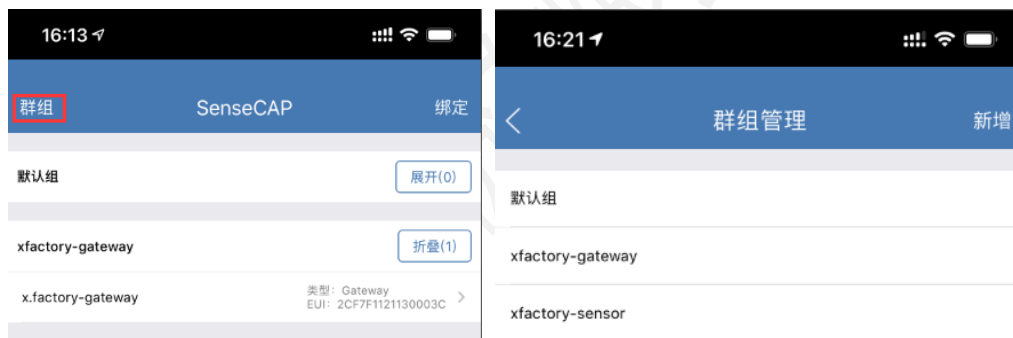 16:13
群组 SenseCAP 绑定
默认组 展开(0)
xfactory-gateway 折叠(1)
x.factory-gateway 类型: Gateway
EUI: 2CF7F1121130003C
16:21
群组管理 新增
默认组
xfactory-gateway
xfactory-sensor